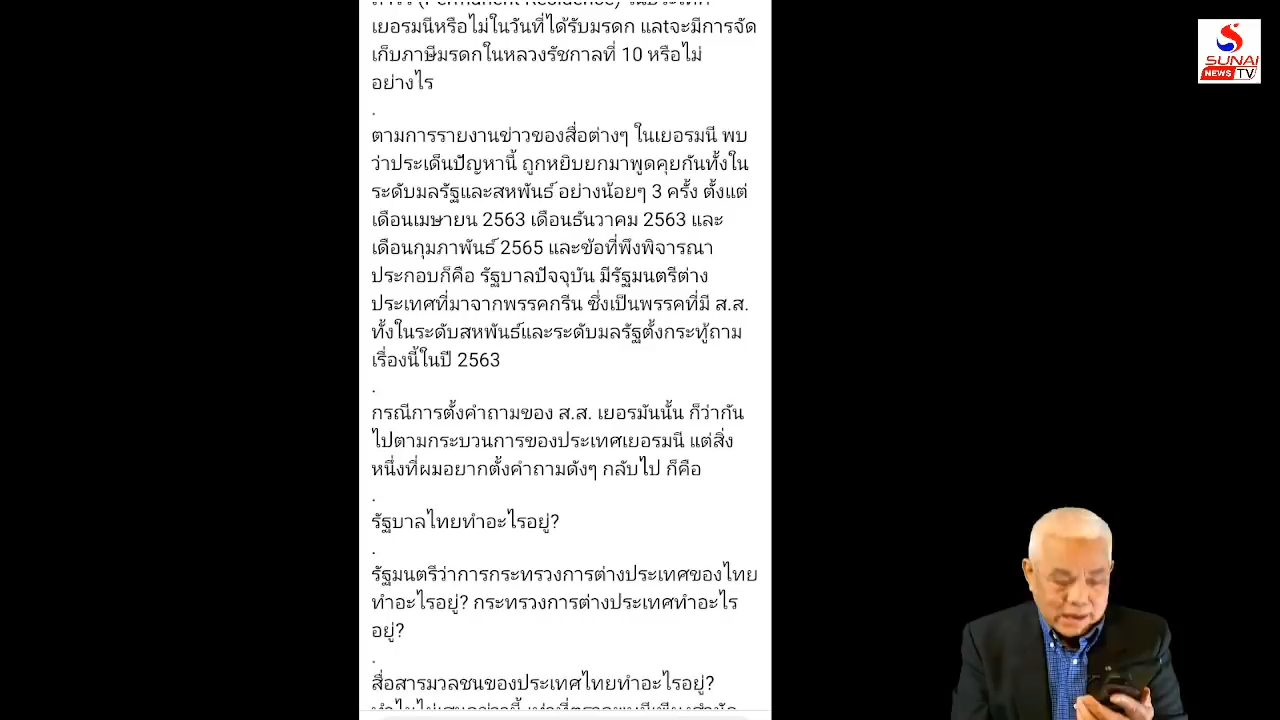 (Permanent Residence)
เยอรมนีหรือไม่ในวันที่ได้รับมรดก และจะมีการจัด
เก็บภาษีมรดกในหลวงรัชกาลที่ 10 หรือไม่
อย่างไร
.
ตามการรายงานข่าวของสื่อต่างๆ ในเยอรมนี พบ
ว่าประเด็นปัญหานี้ ถูกหยิบยกมาพูดคุยกันทั้งใน
ระดับมลรัฐและสหพันธ์ อย่างน้อยๆ 3 ครั้ง ตั้งแต่
เดือนเมษายน 2563 เดือนธันวาคม 2563 และ
เดือนกุมภาพันธ์ 2565 และข้อที่พึงพิจารณา
ประกอบก็คือ รัฐบาลปัจจุบัน มีรัฐมนตรีต่าง
ประเทศที่มาจากพรรคกรีน ซึ่งเป็นพรรคที่มี ส.ส.
ทั้งในระดับสหพันธ์และระดับมลรัฐตั้งกระทู้ถาม
เรื่องนี้ในปี 2563
.
กรณีการตั้งคำถามของ ส.ส. เยอรมันนั้น ก็ว่ากัน
ไปตามกระบวนการของประเทศเยอรมนี แต่สิ่ง
หนึ่งที่ผมอยากตั้งคำถามดังๆ กลับไป ก็คือ
.
รัฐบาลไทยทำอะไรอยู่?
.
รัฐมนตรีว่าการกระทรวงการต่างประเทศของไทย
ทำอะไรอยู่? กระทรวงการต่างประเทศทำอะไร
อยู่?
.
สื่อสารมวลชนของประเทศไทยทำอะไรอยู่?
SUNAI
NEWS TV